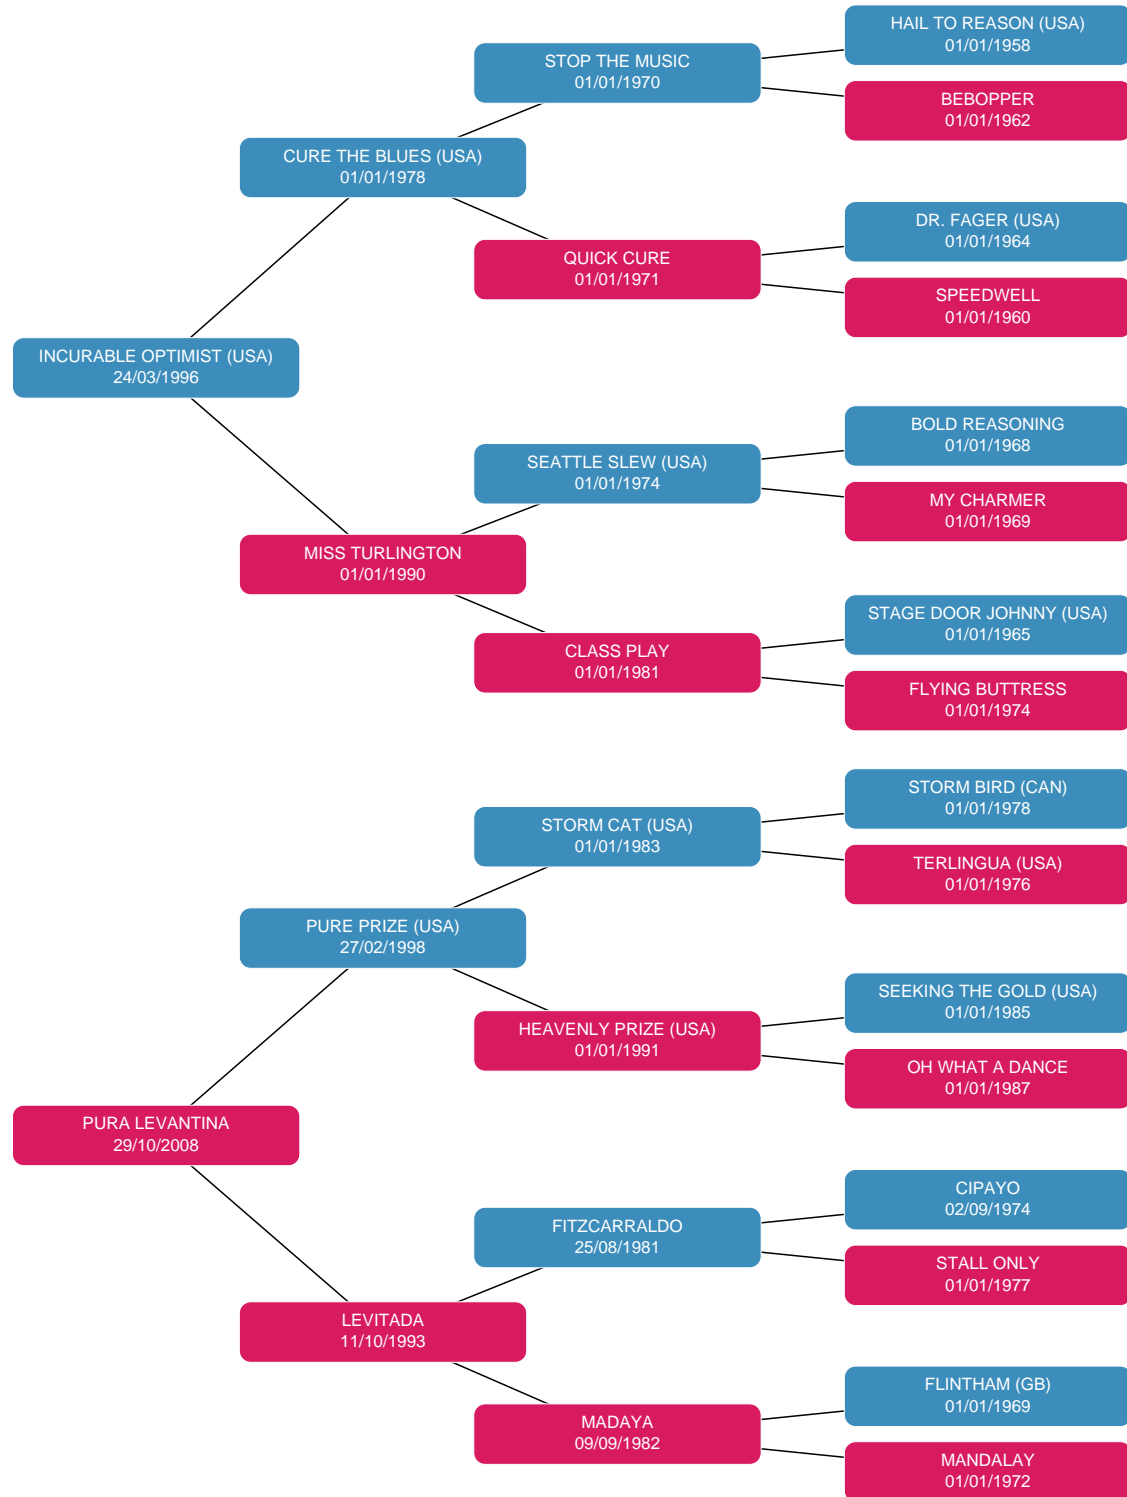 HAIL TO REASON (USA)
01/01/1958
STOP THE MUSIC
01/01/1970
BEBOPPER
01/01/1962
CURE THE BLUES (USA)
01/01/1978
DR. FAGER (USA)
01/01/1964
QUICK CURE
01/01/1971
SPEEDWELL
01/01/1960
INCURABLE OPTIMIST (USA)
24/03/1996
BOLD REASONING
01/01/1968
SEATTLE SLEW (USA)
01/01/1974
MY CHARMER
01/01/1969
MISS TURLINGTON
01/01/1990
STAGE DOOR JOHNNY (USA)
01/01/1965
CLASS PLAY
01/01/1981
FLYING BUTTRESS
01/01/1974
STORM BIRD (CAN)
01/01/1978
STORM CAT (USA)
01/01/1983
TERLINGUA (USA)
01/01/1976
PURE PRIZE (USA)
27/02/1998
SEEKING THE GOLD (USA)
01/01/1985
HEAVENLY PRIZE (USA)
01/01/1991
OH WHAT A DANCE
01/01/1987
PURA LEVANTINA
29/10/2008
CIPAYO
02/09/1974
FITZCARRALDO
25/08/1981
STALL ONLY
01/01/1977
LEVITADA
11/10/1993
FLINTHAM (GB)
01/01/1969
MADAYA
09/09/1982
MANDALAY
01/01/1972